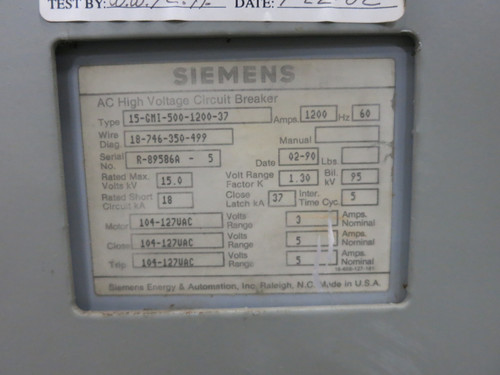 TEST BY: DATE:
SIEMENS
AC High Voltage Circuit Breaker
Type 15-GMI-500-1200-37 Amps. 1200 Hz 60
Wire Diag. 18-746-350-499 Manual
Serial No. R-89586A - 5 Date 02-90 Lbs.
Rated Max. Volts kV 15.0 Volt Range Factor K 1.30 Bil. kV 95
Rated Short Circuit kA 18 Close Latch kA 37 Inter. Time Cyc. 5
Motor 104-127VAC Volts Range 3 Amps. Nominal
Close 104-127VAC Volts Range 5 Amps. Nominal
Trip 104-127VAC Volts Range 5 Amps. Nominal
Siemens Energy & Automation, Inc. Raleigh, N.C. Made in U.S.A.